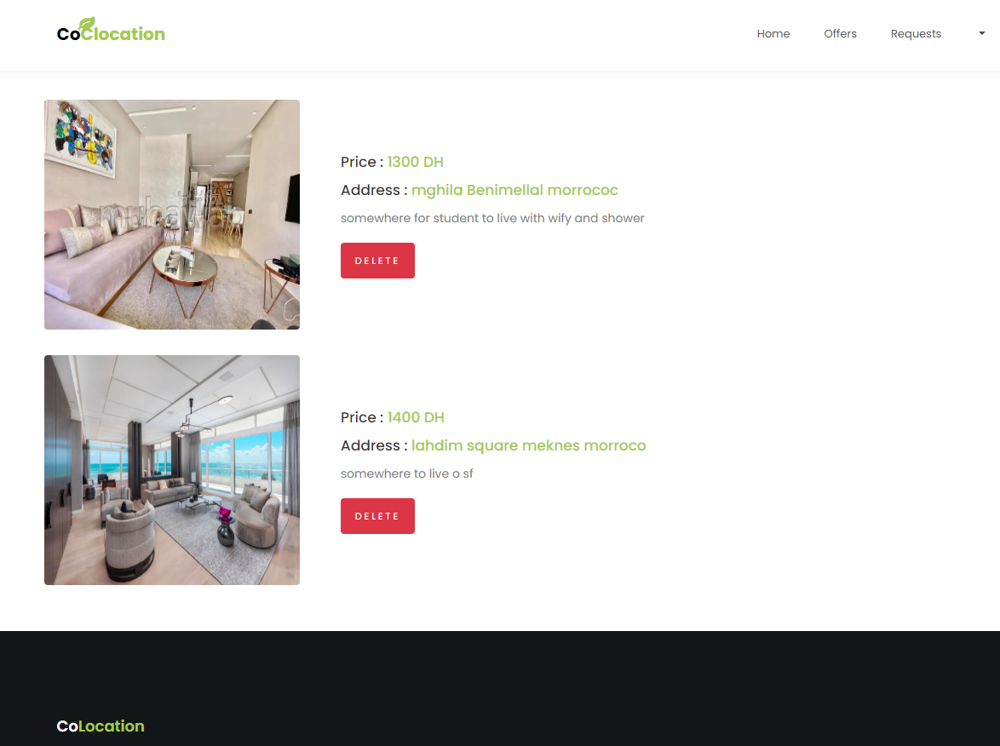 CoClocation
Home Offers Requests
Price : 1300 DH
Address : mghila Benimellal morrococ
somewhere for student to live with wify and shower
DELETE
Price : 1400 DH
Address : lahdim square meknes morroco
somewhere to live o sf
DELETE
CoLocation